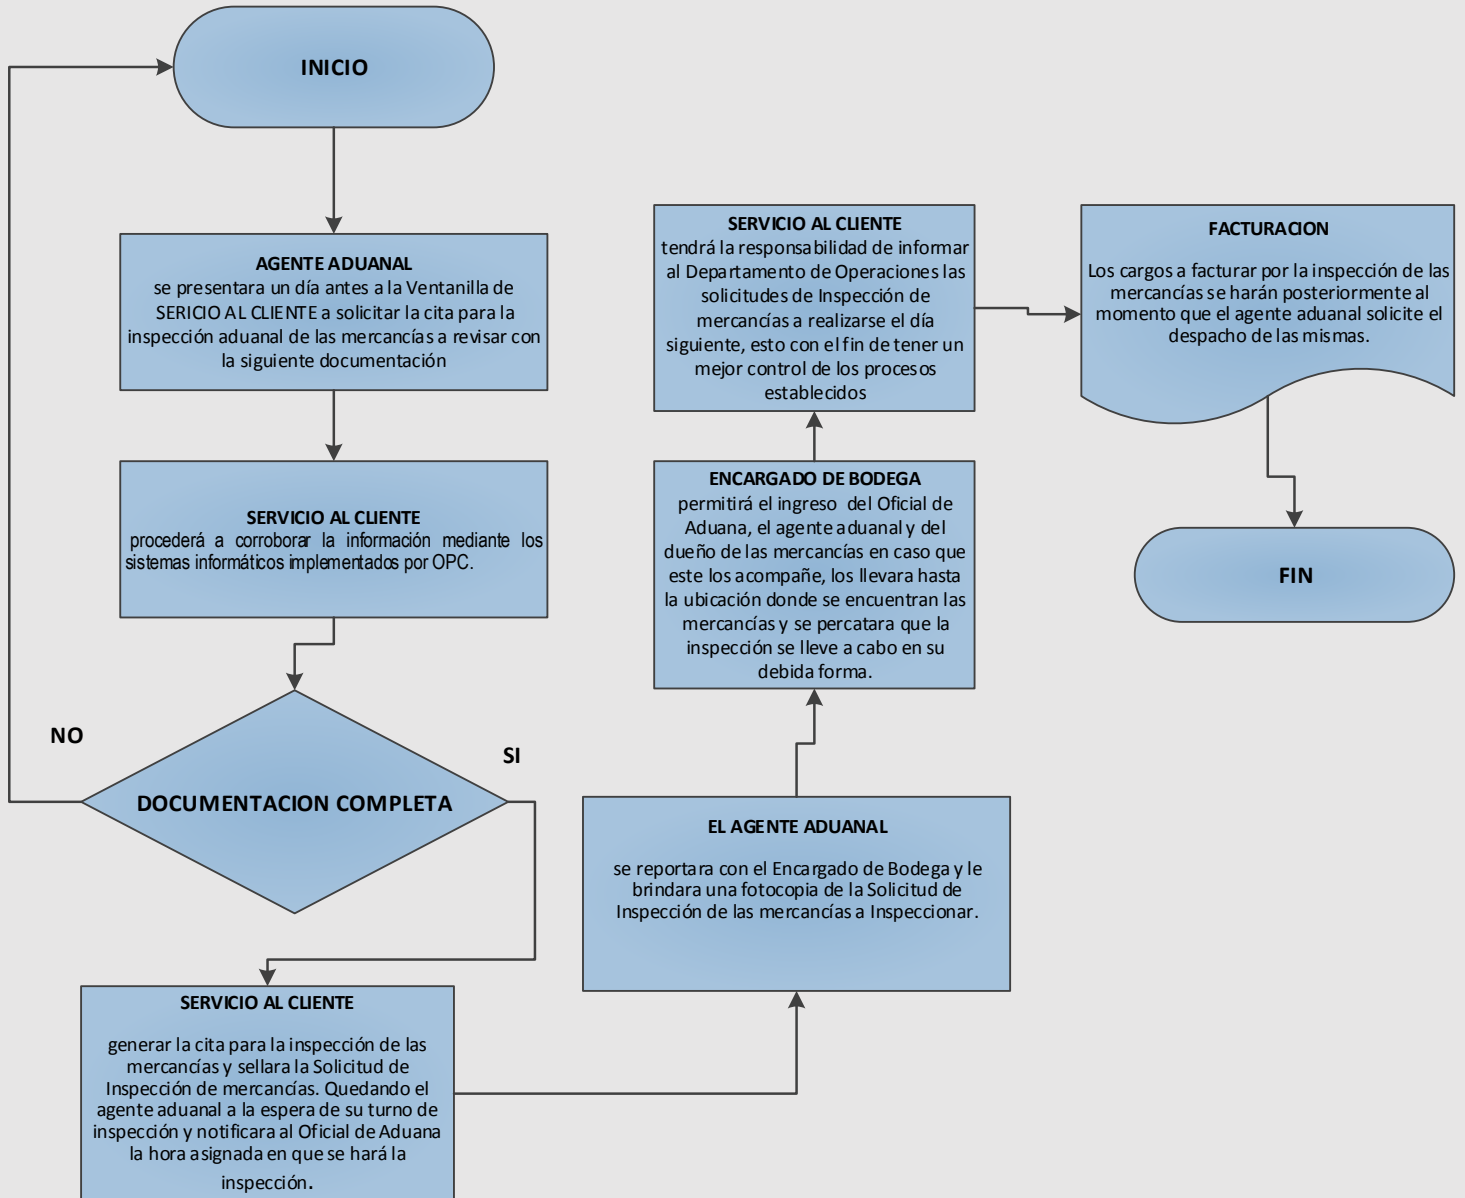 INICIO
AGENTE ADUANAL
se presentara un día antes a la Ventanilla de
SERICIO AL CLIENTE a solicitar la cita para la
inspección aduanal de las mercancías a revisar con
la siguiente documentación
SERVICIO AL CLIENTE
procederá a corroborar la información mediante los
sistemas informáticos implementados por OPC.
NO
SI
DOCUMENTACION COMPLETA
SERVICIO AL CLIENTE
generar la cita para la inspección de las
mercancías y sellara la Solicitud de
Inspección de mercancías. Quedando el
agente aduanal a la espera de su turno de
inspección y notificara al Oficial de Aduana
la hora asignada en que se hará la
inspección.
EL AGENTE ADUANAL
se reportara con el Encargado de Bodega y le
brindara una fotocopia de la Solicitud de
Inspección de las mercancías a Inspeccionar.
ENCARGADO DE BODEGA
permitirá el ingreso del Oficial de
Aduana, el agente aduanal y del
dueño de las mercancías en caso que
este los acompañe, los llevara hasta
la ubicación donde se encuentran las
mercancías y se percatara que la
inspección se lleve a cabo en su
debida forma.
SERVICIO AL CLIENTE
tendrá la responsabilidad de informar
al Departamento de Operaciones las
solicitudes de Inspección de
mercancías a realizarse el día
siguiente, esto con el fin de tener un
mejor control de los procesos
establecidos
FACTURACION
Los cargos a facturar por la inspección de las
mercancías se harán posteriormente al
momento que el agente aduanal solicite el
despacho de las mismas.
FIN